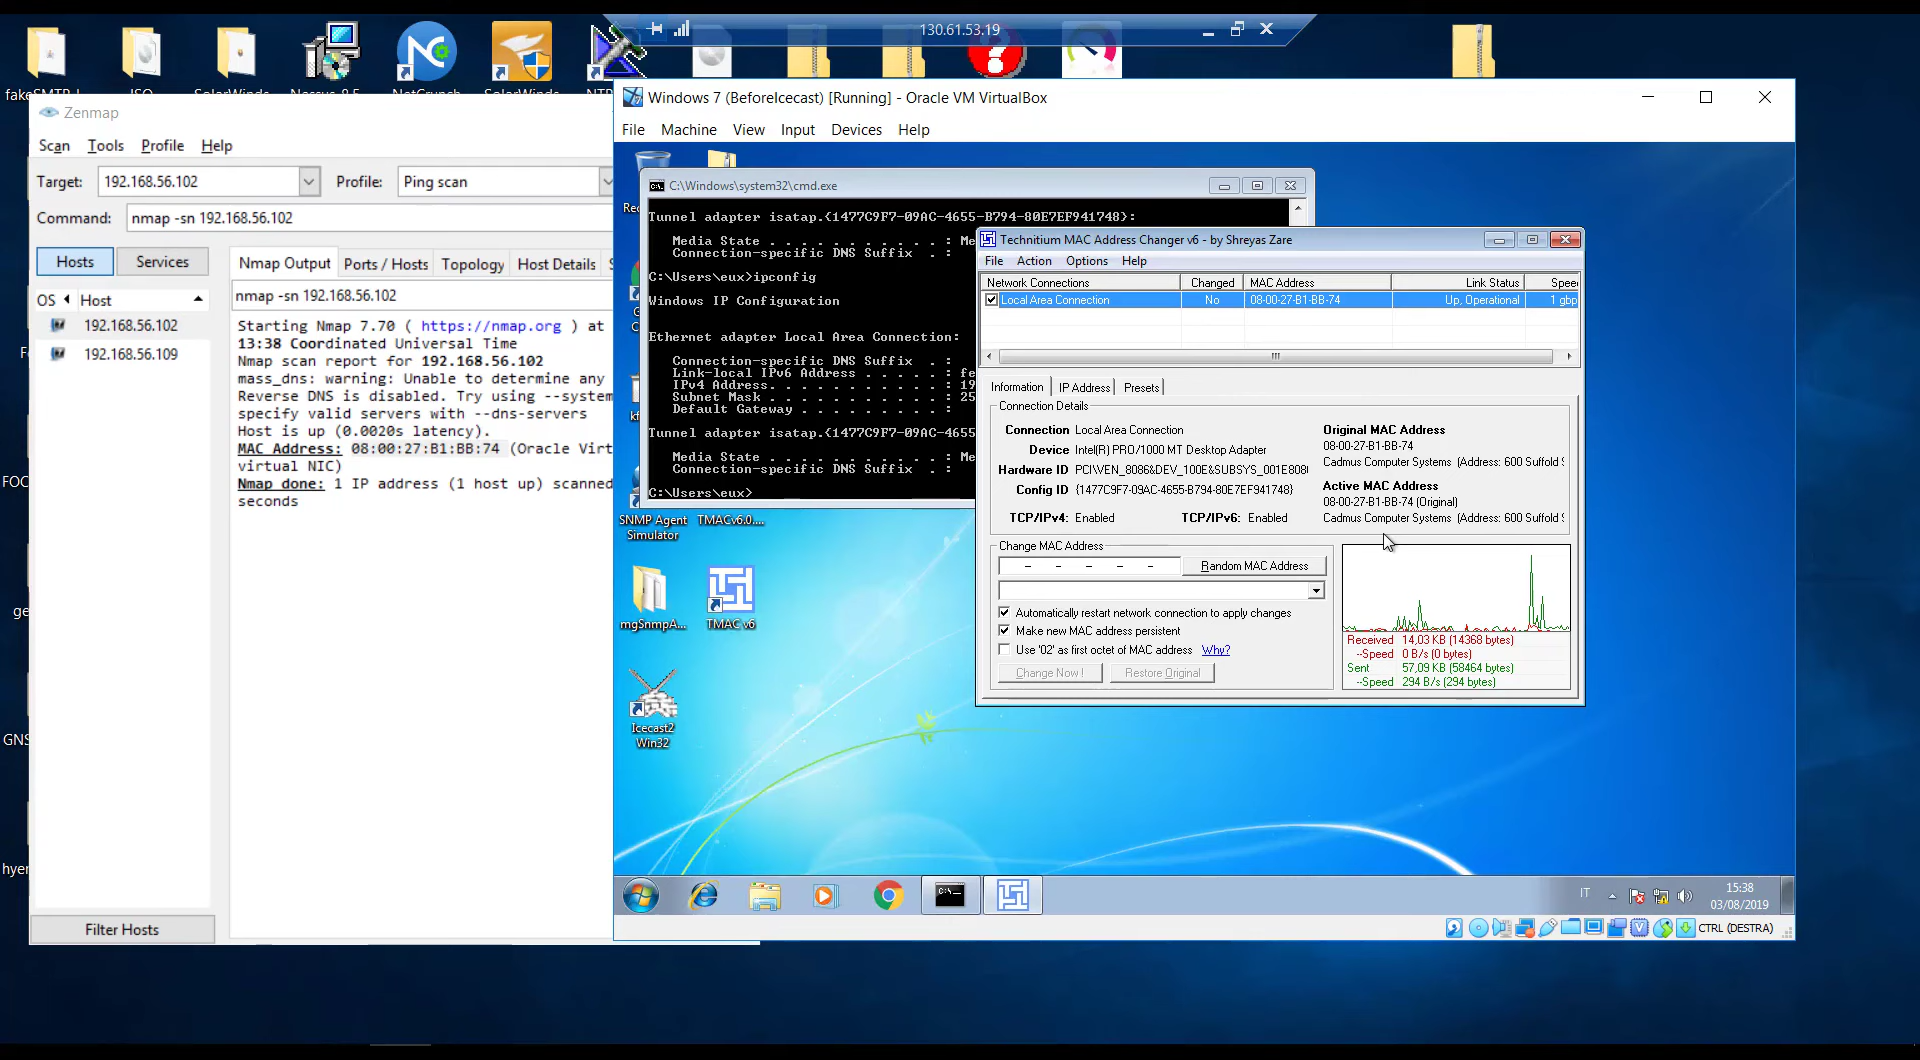 130.61.53.19
ISO
SolarWinds
Nessus-8.5
NetCrunch
SolarWinds
Zenmap
Scan Tools Profile Help
Target: 192.168.56.102 Profile: Ping scan
Command: nmap -sn 192.168.56.102
Hosts Services
Nmap Output Ports / Hosts Topology Host Details
OS Host
192.168.56.102
192.168.56.109
nmap -sn 192.168.56.102
Starting Nmap 7.70 ( https://nmap.org ) at
13:38 Coordinated Universal Time
Nmap scan report for 192.168.56.102
mass_dns: warning: Unable to determine any
Reverse DNS is disabled. Try using --system
specify valid servers with --dns-servers
Host is up (0.0020s latency).
MAC Address: 08:00:27:B1:BB:74 (Oracle Virt
virtual NIC)
Nmap done: 1 IP address (1 host up) scanned
seconds
Filter Hosts
FOC
GNS
hyer
Windows 7 (BeforeIcecast) [Running] - Oracle VM VirtualBox
File Machine View Input Devices Help
C:\Windows\system32\cmd.exe
Tunnel adapter isatap.{1477C9F7-09AC-4655-B794-80E7EF941748}:
Media State . . . . . . . . . . . : Me
Connection-specific DNS Suffix . :
C:\Users\eux>ipconfig
Windows IP Configuration
Ethernet adapter Local Area Connection:
Connection-specific DNS Suffix . :
Link-local IPv6 Address . . . . . : fe
IPv4 Address. . . . . . . . . . . : 19
Subnet Mask . . . . . . . . . . . : 25
Default Gateway . . . . . . . . . :
Tunnel adapter isatap.{1477C9F7-09AC-4655
Media State . . . . . . . . . . . : Me
Connection-specific DNS Suffix . :
C:\Users\eux>
Technitium MAC Address Changer v6 - by Shreyas Zare
File Action Options Help
Network Connections Changed MAC Address Link Status Speed
Local Area Connection No 08-00-27-B1-BB-74 Up, Operational 1 gbp
Information IP Address Presets
Connection Details
Connection Local Area Connection
Device Intel(R) PRO/1000 MT Desktop Adapter
Hardware ID PCI\VEN_8086&DEV_100E&SUBSYS_001E808
Config ID {1477C9F7-09AC-4655-B794-80E7EF941748}
TCP/IPv4: Enabled TCP/IPv6: Enabled
Original MAC Address
08-00-27-B1-BB-74
Cadmus Computer Systems (Address: 600 Suffold S
Active MAC Address
08-00-27-B1-BB-74 (Original)
Cadmus Computer Systems (Address: 600 Suffold S
Change MAC Address
- - - - - Random MAC Address
Automatically restart network connection to apply changes
Make new MAC address persistent
Use '02' as first octet of MAC address Why?
Change Now ! Restore Original
Received 14,03 KB (14368 bytes)
--Speed 0 B/s (0 bytes)
Sent 57,09 KB (58464 bytes)
--Speed 294 B/s (294 bytes)
SNMP Agent
Simulator
TMACv6.0....
mgSnmpA...
TMAC v6
Icecast2
Win32
IT
15:38
03/08/2019
CTRL (DESTRA)